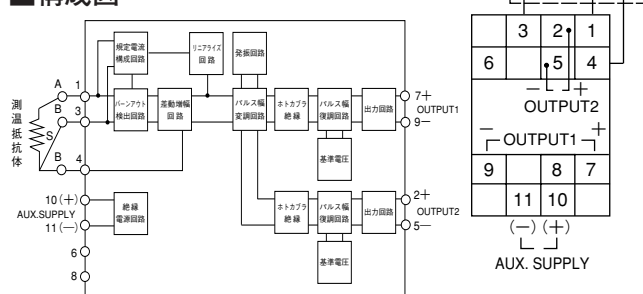 ■構成図
規定電流
構成回路
リニアライズ
回路
発振回路
測温抵抗体
A
B
S
B
1
3
4
バーンアウト
検出回路
差動増幅
回路
パルス幅
変調回路
ホトカプラ
絶縁
パルス幅
復調回路
出力回路
7+
OUTPUT1
9−
基準電圧
10(+)
AUX.SUPPLY
11(−)
絶縁
電源回路
6
8
ホトカプラ
絶縁
パルス幅
復調回路
出力回路
2+
OUTPUT2
5−
基準電圧
3 2 1
6 5 4
− +
OUTPUT2
− +
OUTPUT1
9 8 7
11 10
(−) (+)
AUX. SUPPLY